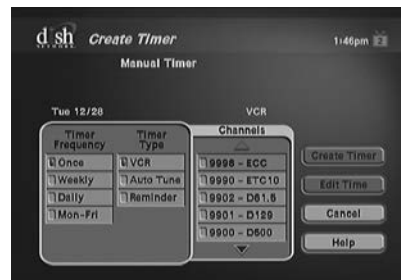 dish
NETWORK
Create Timer
1:46pm
Manual Timer
Tue 12/28
VCR
Timer
Frequency
Once
Weekly
Daily
Mon-Fri
Timer
Type
VCR
Auto Tune
Reminder
Channels
9998 - ECC
9990 - ETC10
9902 - D61.5
9901 - D129
9900 - D500
Create Timer
Edit Time
Cancel
Help